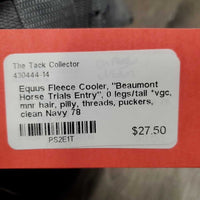 The Tack Collector
430444-14
Equus Fleece Cooler, "Beaumont
Horse Trials Entry", 0 legs/tail *vgc,
mnr hair, pilly, threads, puckers,
clean Navy 78
$27.50
PS2E1T